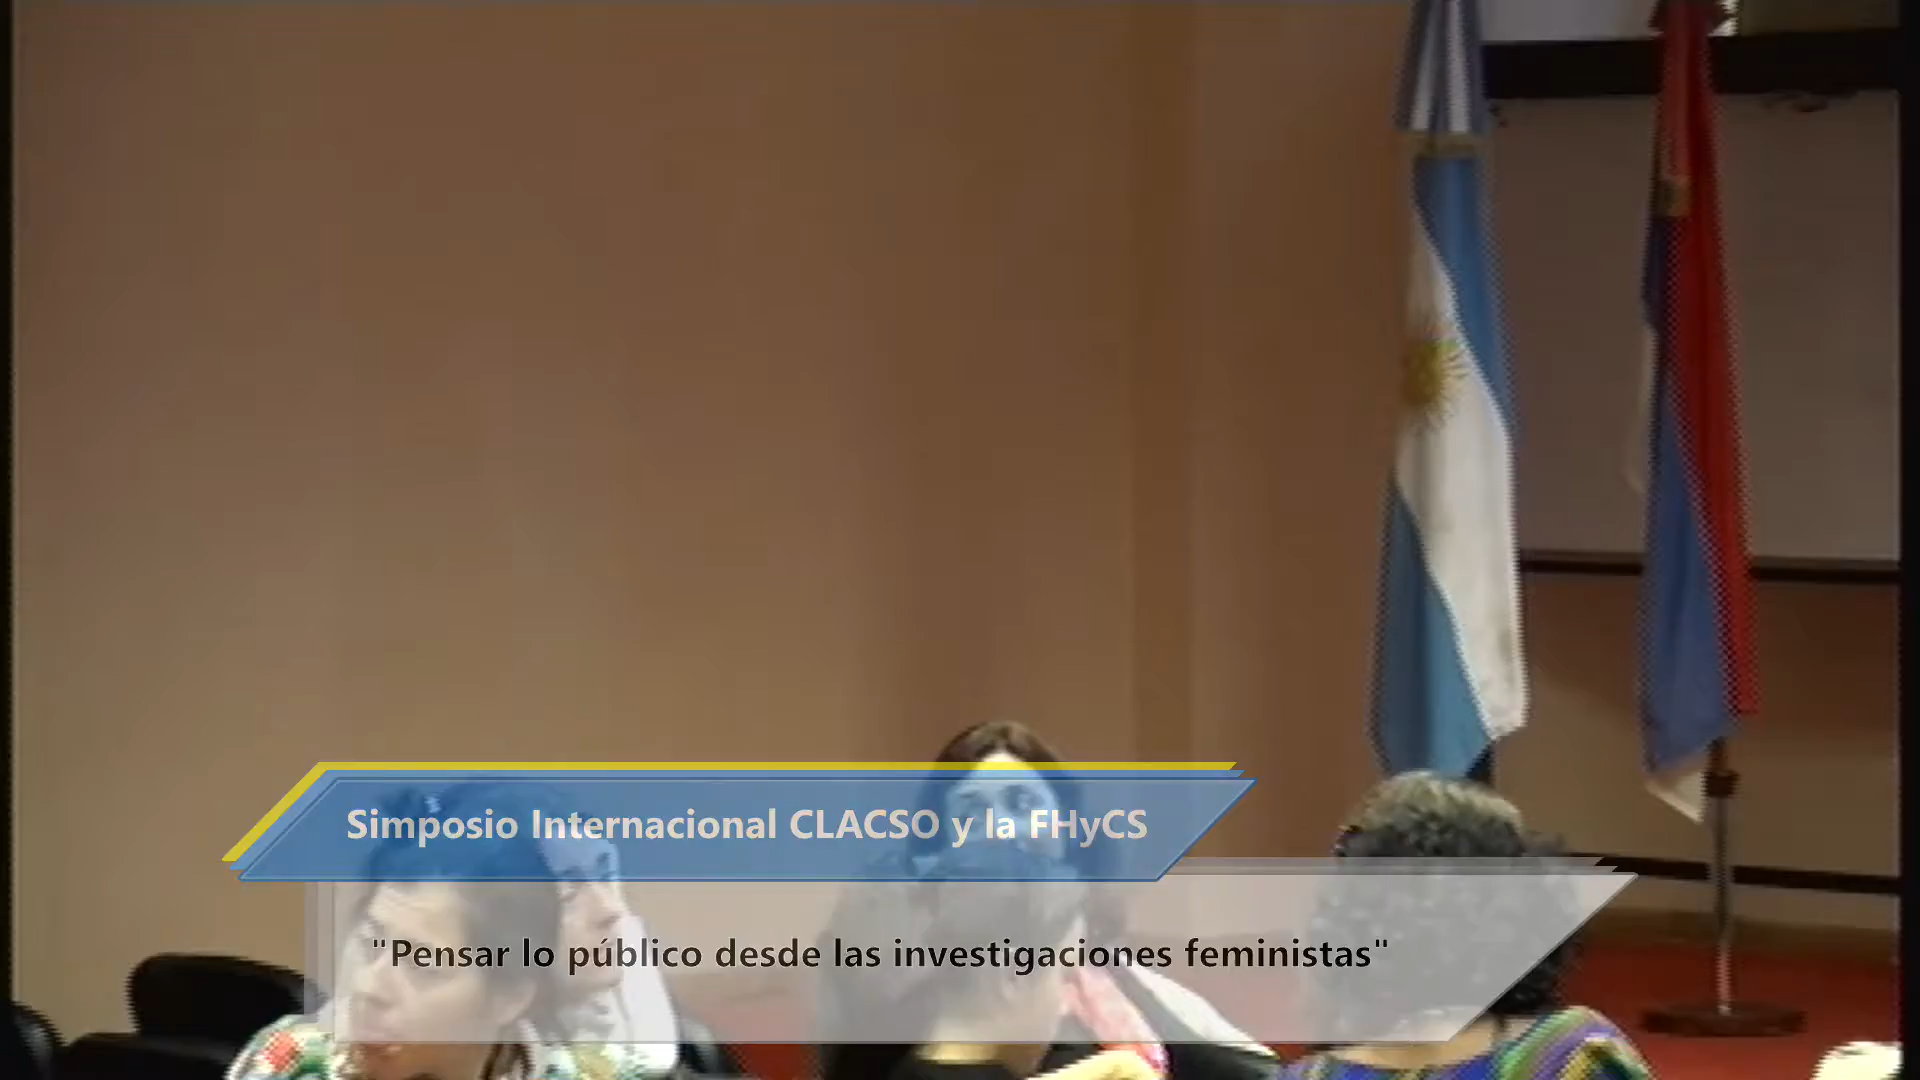 Simposio Internacional CLACSO y la FHyCS
"Pensar lo público desde las investigaciones feministas"